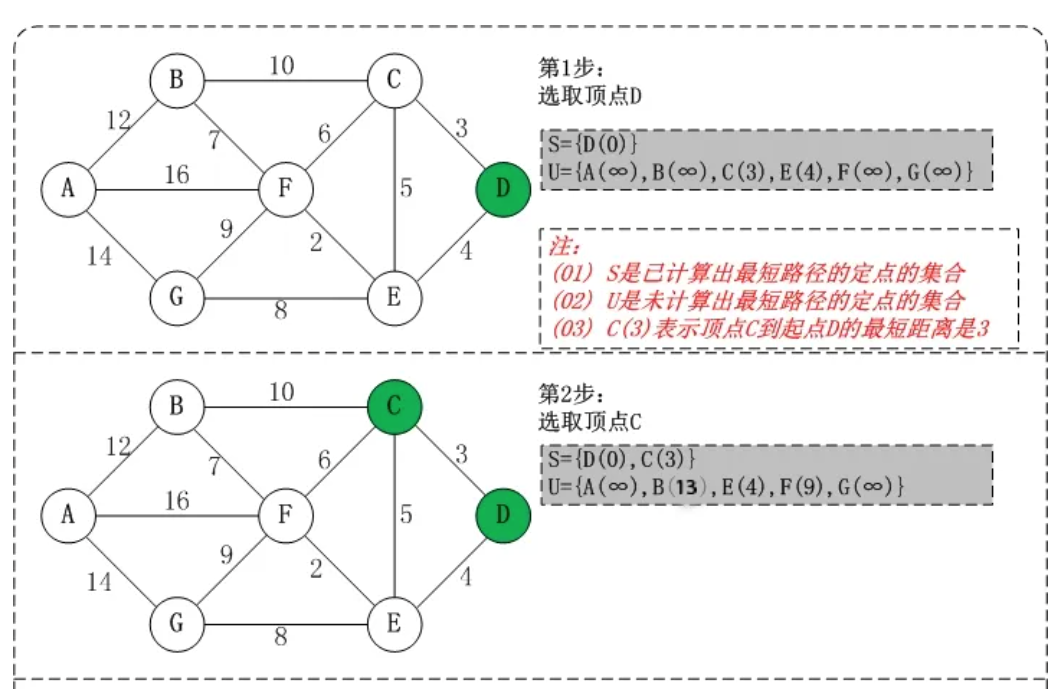 B
10
C
12
7
6
3
A
16
F
5
D
14
9
2
4
G
8
E
第1步:
选取顶点D
S={D(0)}
U={A(∞),B(∞),C(3),E(4),F(∞),G(∞)}
注:
(01) S是已计算出最短路径的定点的集合
(02) U是未计算出最短路径的定点的集合
(03) C(3)表示顶点C到起点D的最短距离是3
B
10
C
12
7
6
3
A
16
F
5
D
14
9
2
4
G
8
E
第2步:
选取顶点C
S={D(0),C(3)}
U={A(∞),B(13),E(4),F(9),G(∞)}